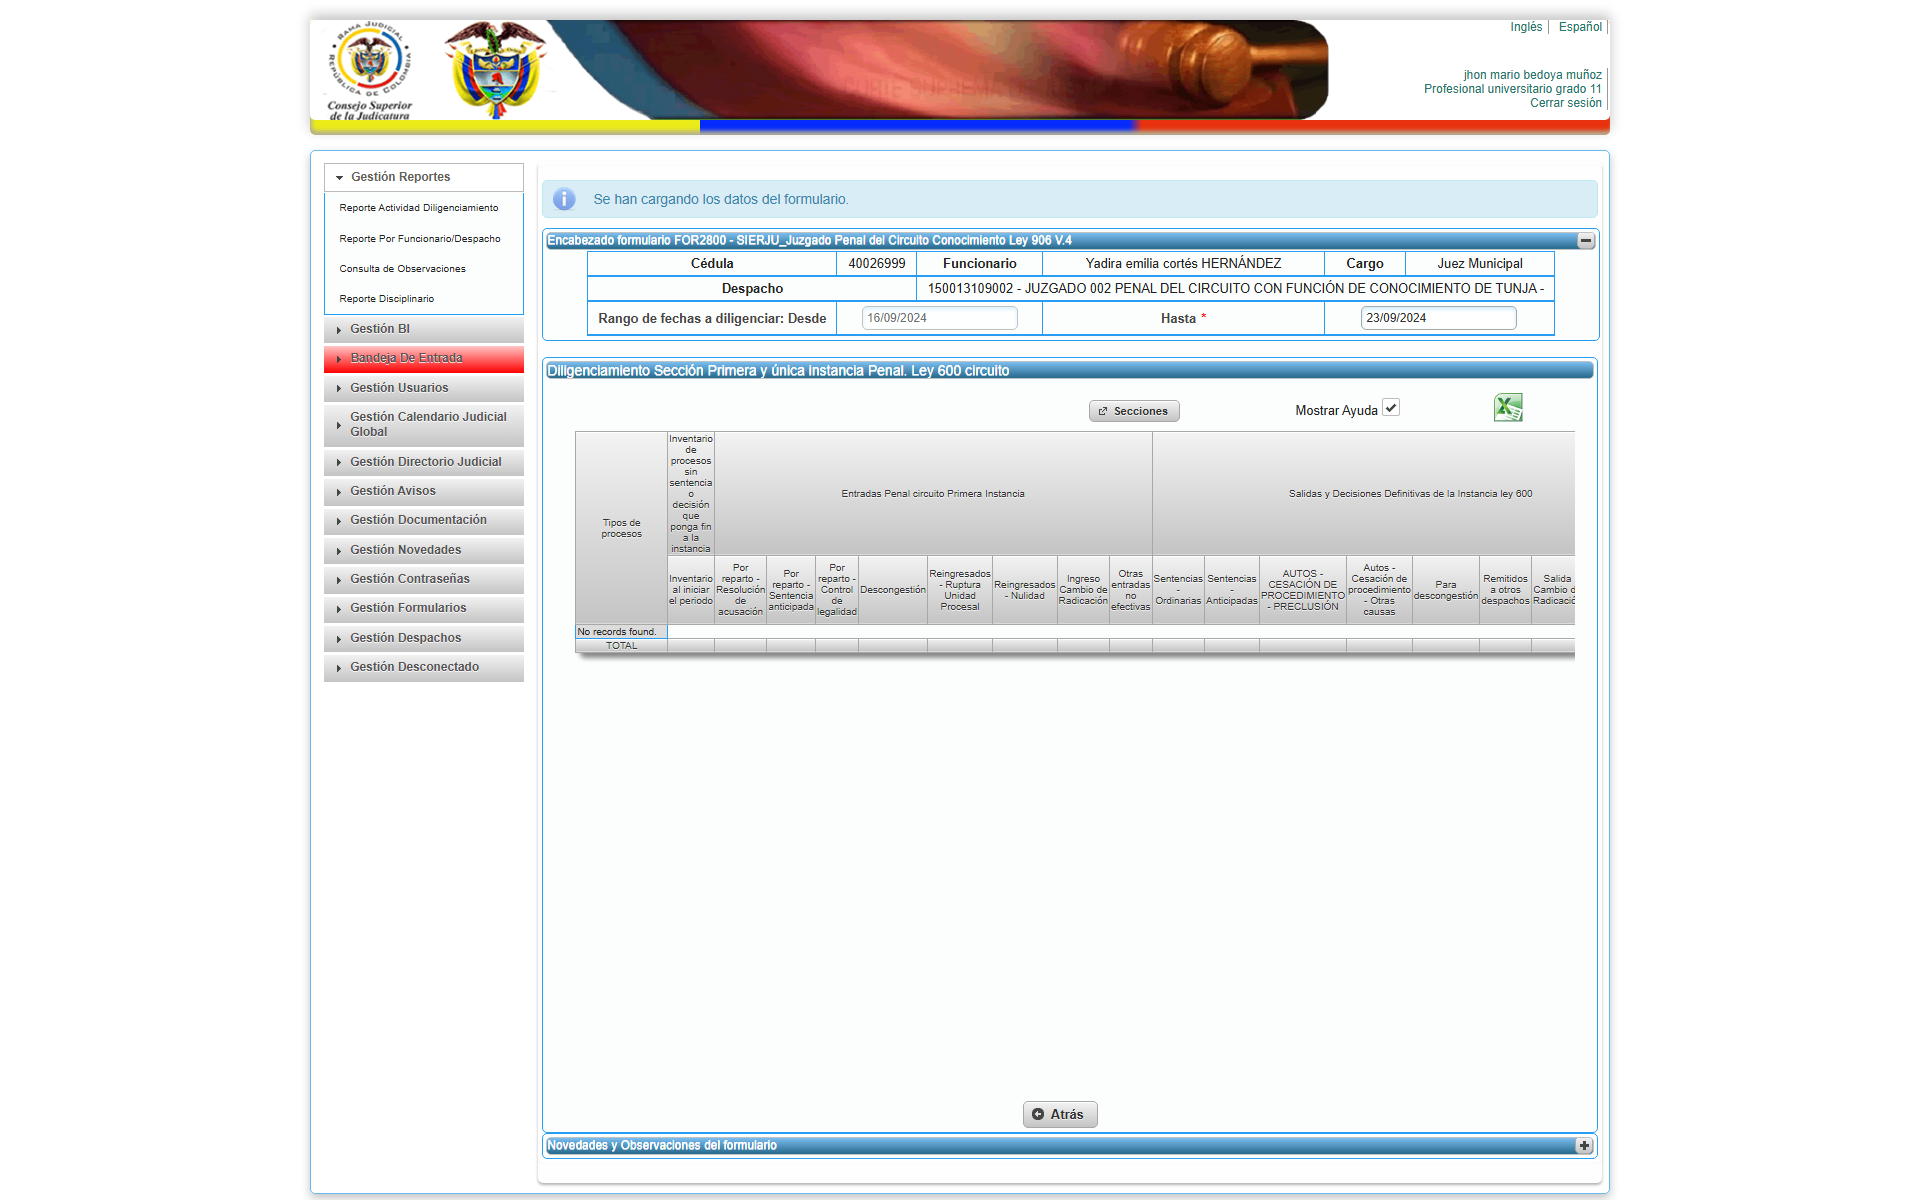 RAMA JUDICIAL
REPÚBLICA DE COLOMBIA
Consejo Superior
de la Judicatura
Inglés
Español
jhon mario bedoya muñoz
Profesional universitario grado 11
Cerrar sesión
Gestión Reportes
Reporte Actividad Diligenciamiento
Reporte Por Funcionario/Despacho
Consulta de Observaciones
Reporte Disciplinario
Gestión BI
Bandeja De Entrada
Gestión Usuarios
Gestión Calendario Judicial
Global
Gestión Directorio Judicial
Gestión Avisos
Gestión Documentación
Gestión Novedades
Gestión Contraseñas
Gestión Formularios
Gestión Despachos
Gestión Desconectado
Se han cargando los datos del formulario.
Encabezado formulario FOR2800 - SIERJU_Juzgado Penal del Circuito Conocimiento Ley 906 V.4
Cédula 40026999 Funcionario Yadira emilia cortés HERNÁNDEZ Cargo Juez Municipal
Despacho 150013109002 - JUZGADO 002 PENAL DEL CIRCUITO CON FUNCIÓN DE CONOCIMIENTO DE TUNJA -
Rango de fechas a diligenciar: Desde 16/09/2024 Hasta * 23/09/2024
Diligenciamiento Sección Primera y única Instancia Penal. Ley 600 circuito
Secciones
Mostrar Ayuda
Tipos de
procesos
Inventario
de
procesos
sin
sentencia
o
decisión
que
ponga fin
a la
instancia
Entradas Penal circuito Primera Instancia
Salidas y Decisiones Definitivas de la Instancia ley 600
Inventario
al iniciar
el periodo
Por
reparto -
Resolución
de
acusación
Por
reparto -
Sentencia
anticipada
Por
reparto -
Control
de
legalidad
Descongestión
Reingresados
- Ruptura
Unidad
Procesal
Reingresados
- Nulidad
Ingreso
Cambio de
Radicación
Otras
entradas
no
efectivas
Sentencias
-
Ordinarias
Sentencias
-
Anticipadas
AUTOS -
CESACIÓN DE
PROCEDIMIENTO
- PRECLUSIÓN
Autos -
Cesación de
procedimiento
- Otras
causas
Para
descongestión
Remitidos
a otros
despachos
Salida
Cambio d
Radicació
No records found.
TOTAL
Atrás
Novedades y Observaciones del formulario